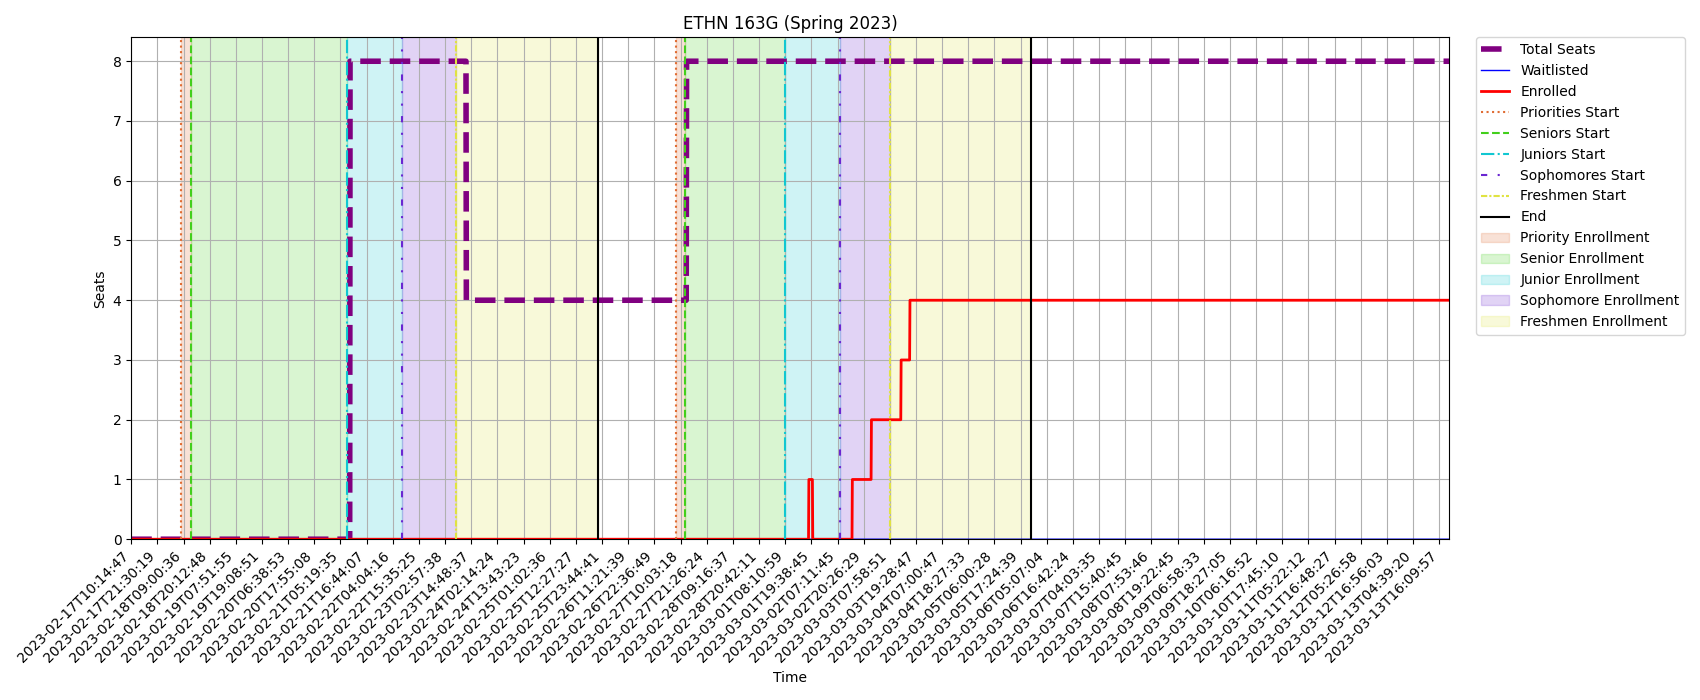 ETHN 163G (Spring 2023)
Seats
8
7
6
5
4
3
2
1
0
2023-02-17T10:14:47
2023-02-17T21:30:19
2023-02-18T09:00:36
2023-02-18T20:12:48
2023-02-19T07:51:55
2023-02-19T19:08:51
2023-02-20T06:38:53
2023-02-20T17:55:08
2023-02-21T05:19:35
2023-02-21T16:44:07
2023-02-22T04:04:16
2023-02-22T15:35:25
2023-02-23T02:57:38
2023-02-23T14:48:37
2023-02-24T02:14:24
2023-02-24T13:43:23
2023-02-25T01:02:36
2023-02-25T12:27:27
2023-02-25T23:44:41
2023-02-26T11:21:39
2023-02-26T22:36:49
2023-02-27T10:03:18
2023-02-27T21:26:24
2023-02-28T09:16:37
2023-02-28T20:42:11
2023-03-01T08:10:59
2023-03-01T19:38:45
2023-03-02T07:11:45
2023-03-02T20:26:29
2023-03-03T07:58:51
2023-03-03T19:28:47
2023-03-04T07:00:47
2023-03-04T18:27:33
2023-03-05T06:00:28
2023-03-05T17:24:39
2023-03-06T05:07:04
2023-03-06T16:42:24
2023-03-07T04:03:35
2023-03-07T15:40:45
2023-03-08T07:53:46
2023-03-08T19:22:45
2023-03-09T06:58:33
2023-03-09T18:27:05
2023-03-10T06:16:52
2023-03-10T17:45:10
2023-03-11T05:22:12
2023-03-11T16:48:27
2023-03-12T05:26:58
2023-03-12T16:56:03
2023-03-13T04:39:20
2023-03-13T16:09:57
Time
Total Seats
Waitlisted
Enrolled
Priorities Start
Seniors Start
Juniors Start
Sophomores Start
Freshmen Start
End
Priority Enrollment
Senior Enrollment
Junior Enrollment
Sophomore Enrollment
Freshmen Enrollment